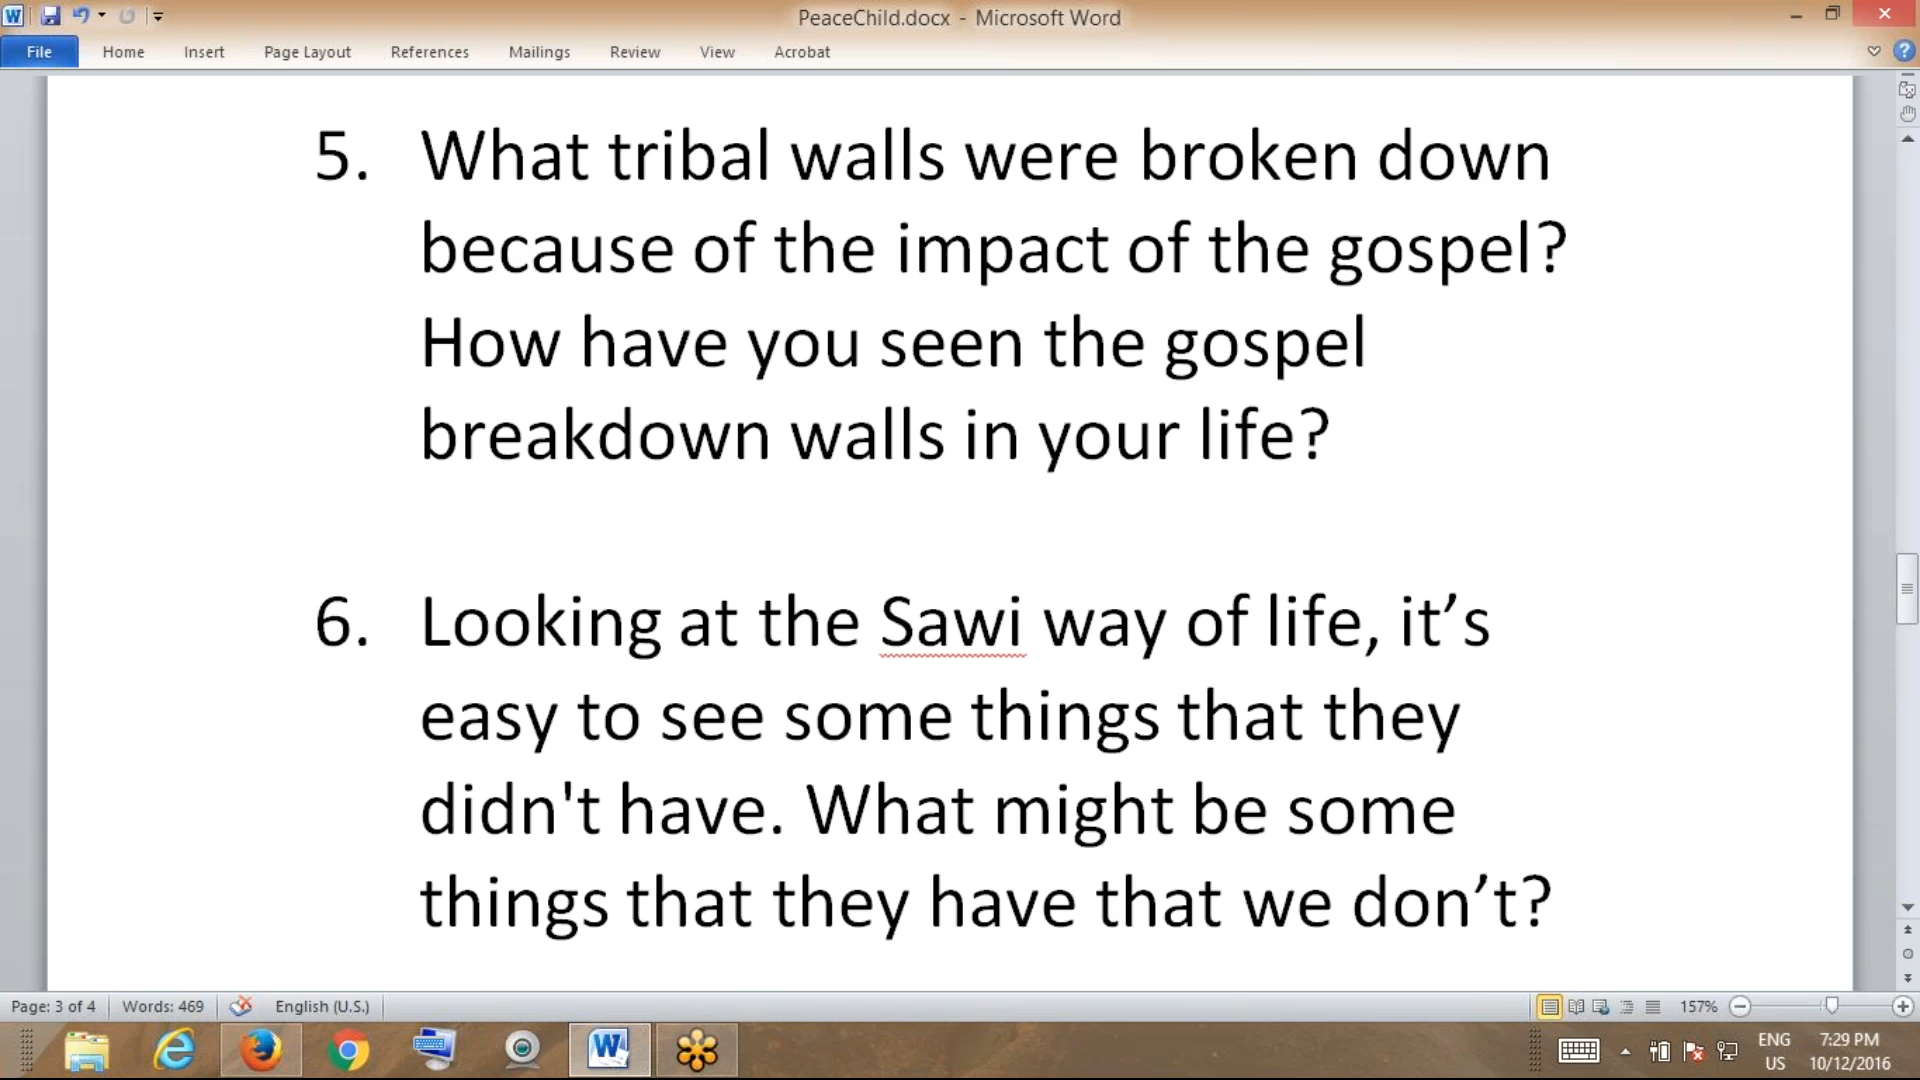 PeaceChild.docx - Microsoft Word
File Home Insert Page Layout References Mailings Review View Acrobat
5. What tribal walls were broken down
because of the impact of the gospel?
How have you seen the gospel
breakdown walls in your life?
6. Looking at the Sawi way of life, it’s
easy to see some things that they
didn't have. What might be some
things that they have that we don’t?
Page: 3 of 4 Words: 469 English (U.S.) 157%
ENG 7:29 PM
US 10/12/2016